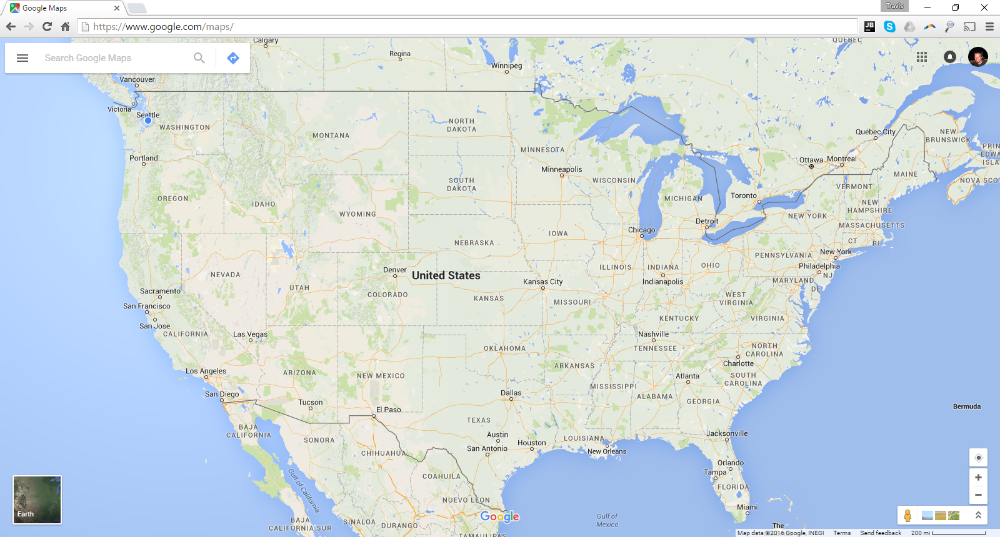 Google Maps
Travis
https://www.google.com/maps/
JB
Search Google Maps
Calgary
Regina
Winnipeg
QUEBEC
Vancouver
Victoria
Seattle
WASHINGTON
MONTANA
NORTH
DAKOTA
MINNESOTA
Québec City
NEW
BRUNSWICK
PRIN
EDWA
ISLA
Portland
Minneapolis
Ottawa
Montreal
MAINE
NOVA SCO
OREGON
IDAHO
SOUTH
DAKOTA
WISCONSIN
MICHIGAN
Toronto
VERMONT
NEW
HAMPSHIRE
WYOMING
NEW YORK
MASSACHUSETTS
Detroit
Chicago
IOWA
NEBRASKA
CT
RI
PENNSYLVANIA
New York
Philadelphia
NJ
NEVADA
UTAH
Denver
United States
COLORADO
KANSAS
Kansas City
MISSOURI
ILLINOIS
INDIANA
Indianapolis
OHIO
MARYLAND
DE
WEST
VIRGINIA
VIRGINIA
Sacramento
San Francisco
San Jose
CALIFORNIA
Las Vegas
KENTUCKY
Nashville
TENNESSEE
NORTH
CAROLINA
Charlotte
OKLAHOMA
ARKANSAS
Los Angeles
ARIZONA
NEW MEXICO
Atlanta
SOUTH
CAROLINA
MISSISSIPPI
ALABAMA
GEORGIA
San Diego
Tucson
El Paso
Dallas
TEXAS
Bermuda
BAJA
CALIFORNIA
SONORA
CHIHUAHUA
Austin
San Antonio
Houston
LOUISIANA
New Orleans
Jacksonville
Orlando
Tampa
FLORIDA
Miami
Gulf of California
COAHUILA
NUEVO LEON
Google
Gulf of
Mexico
BAJA
CALIFORNIA SUR
SINALOA
DURANGO
TAMAULIPAS
The
Earth
Map data ©2016 Google, INEGI
Terms
Send feedback
200 mi